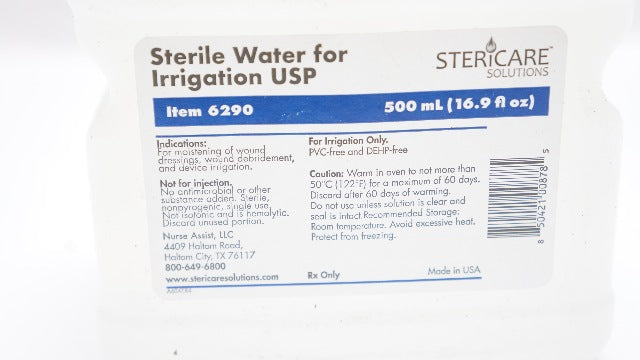 Sterile Water for
Irrigation USP
STERICARE™
SOLUTIONS
Item 6290
500 mL (16.9 fl oz)
Indications:
For moistening of wound
dressings, wound debridement,
and device irrigation.
Not for injection.
No antimicrobial or other
substance added. Sterile,
nonpyrogenic, single use.
Not isotonic and is hemolytic.
Discard unused portion.
Nurse Assist, LLC
4409 Haltom Road,
Haltom City, TX 76117
800-649-6800
www.stericaresolutions.com
For Irrigation Only.
PVC-free and DEHP-free
Caution: Warm in oven to not more than
50°C (122°F) for a maximum of 60 days.
Discard after 60 days of warming.
Do not use unless solution is clear and
seal is intact.Recommended Storage:
Room temperature. Avoid excessive heat.
Protect from freezing.
Rx Only
Made in USA
8 50421 00878 5